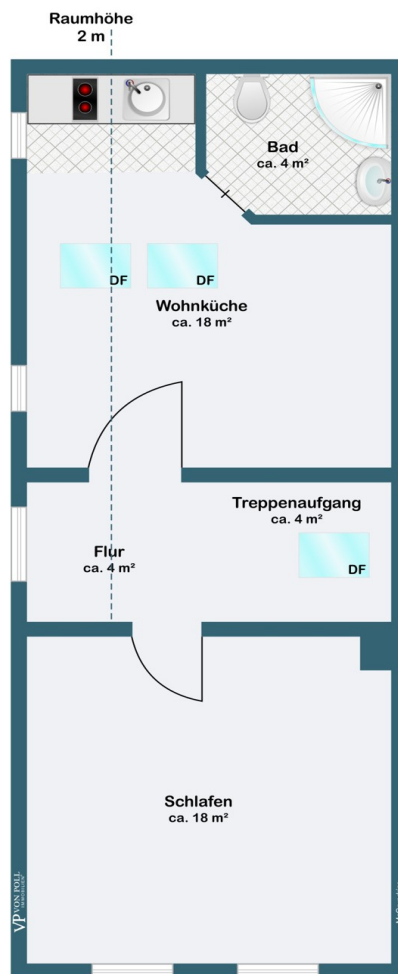 Raumhöhe
2 m
Bad
ca. 4 m²
DF
DF
Wohnküche
ca. 18 m²
Treppenaufgang
ca. 4 m²
Flur
ca. 4 m²
DF
Schlafen
ca. 18 m²
VP VON POLL
IMMOBILIEN